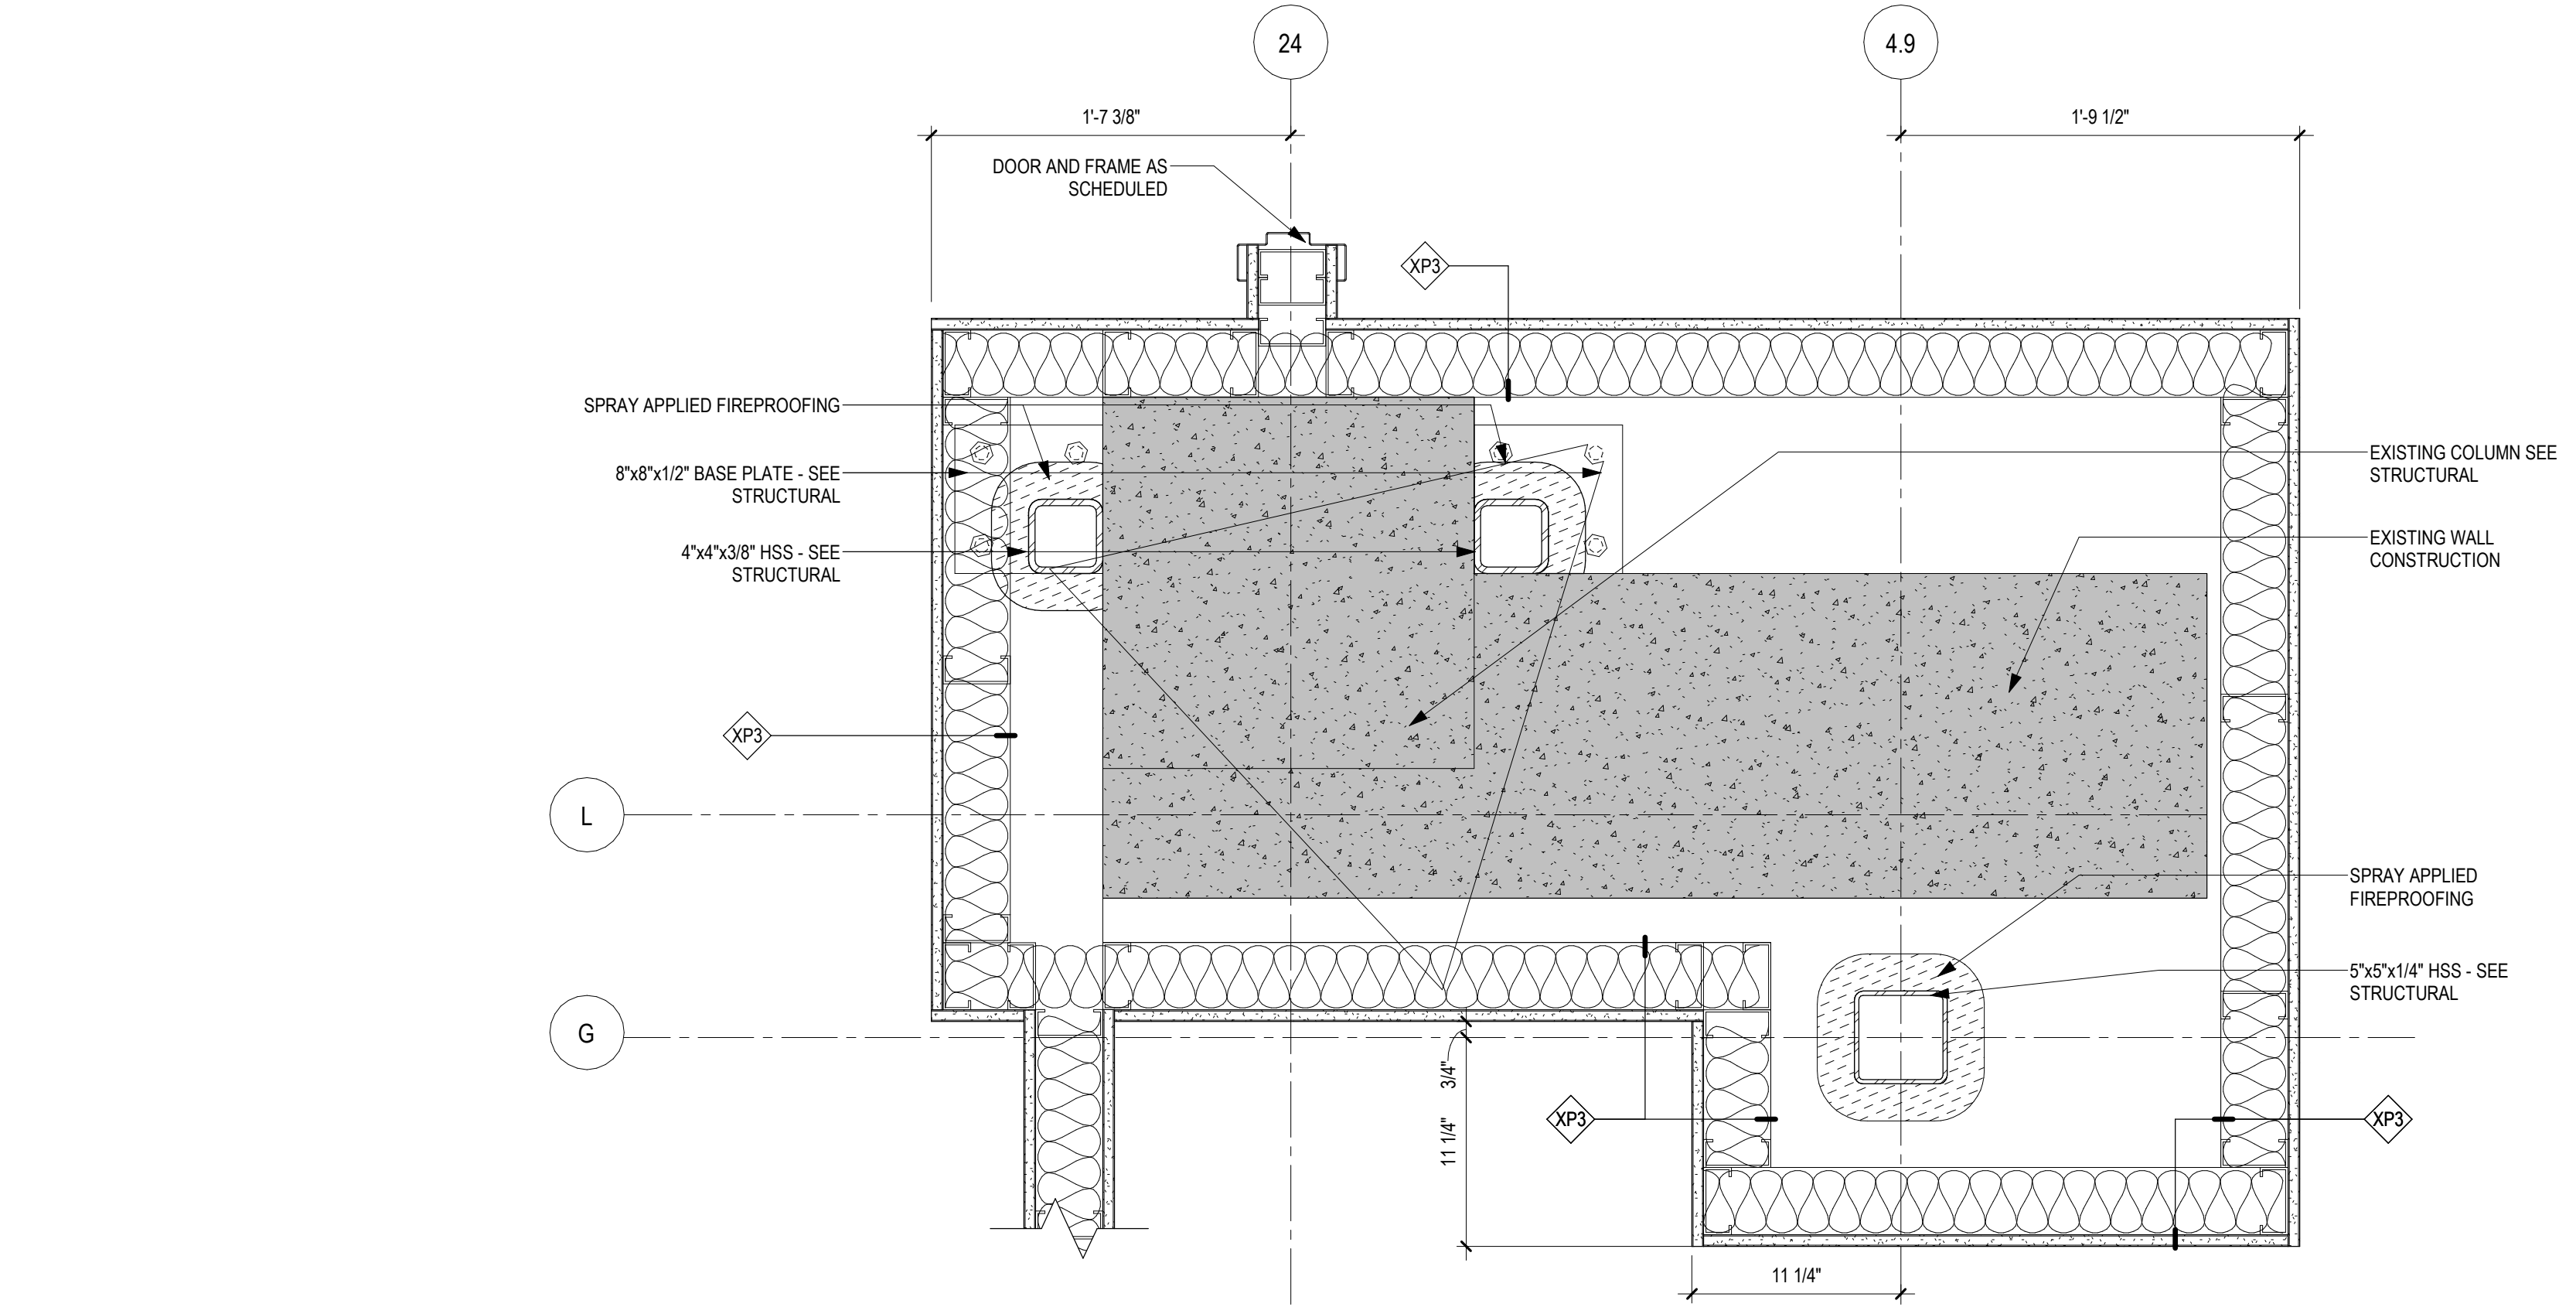 24
4.9
1'-7 3/8"
1'-9 1/2"
DOOR AND FRAME AS
SCHEDULED
XP3
SPRAY APPLIED FIREPROOFING
8"x8"x1/2" BASE PLATE - SEE
STRUCTURAL
4"x4"x3/8" HSS - SEE
STRUCTURAL
EXISTING COLUMN SEE
STRUCTURAL
EXISTING WALL
CONSTRUCTION
XP3
L
SPRAY APPLIED
FIREPROOFING
5"x5"x1/4" HSS - SEE
STRUCTURAL
G
3/4"
11 1/4"
XP3
XP3
11 1/4"